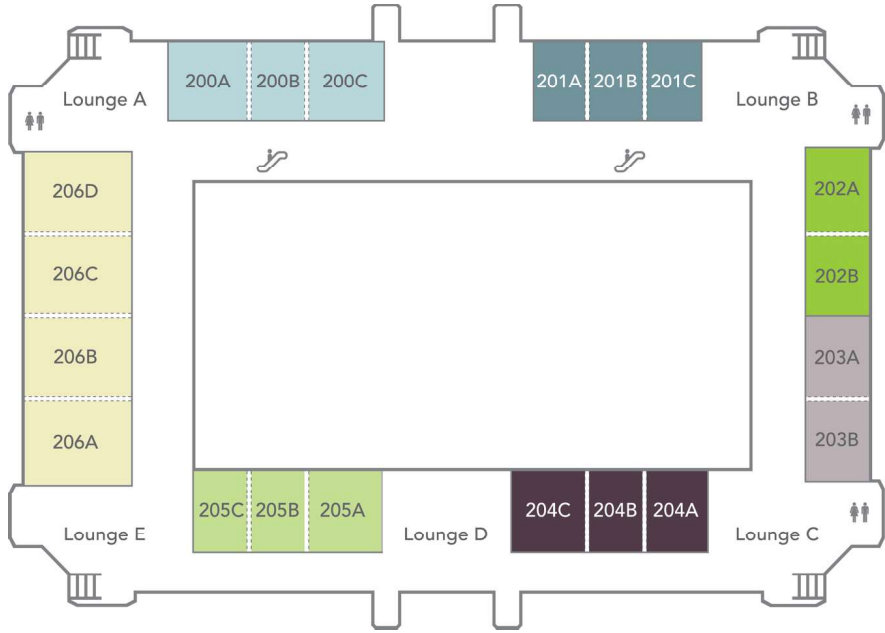 200A 200B 200C
201A 201B 201C
Lounge A
Lounge B
206D
202A
206C
202B
206B
203A
206A
203B
205C 205B 205A
204C 204B 204A
Lounge E
Lounge D
Lounge C